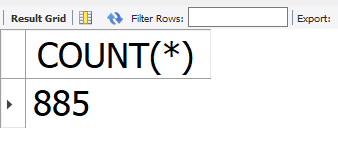 Result Grid Filter Rows: Export:
COUNT(*)
885